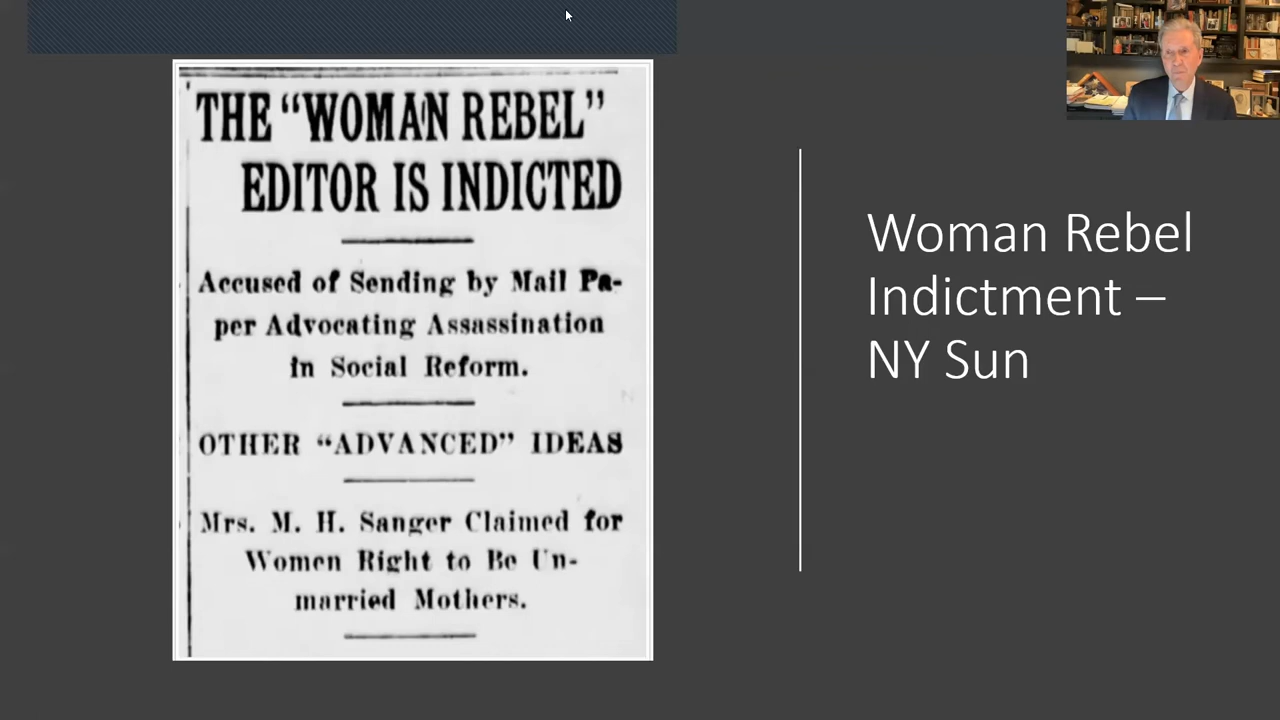 THE "WOMAN REBEL"
EDITOR IS INDICTED
Accused of Sending by Mail Pa-
per Advocating Assassination
in Social Reform.
OTHER "ADVANCED" IDEAS
Mrs. M. H. Sanger Claimed for
Women Right to Be Un-
married Mothers.
Woman Rebel
Indictment –
NY Sun